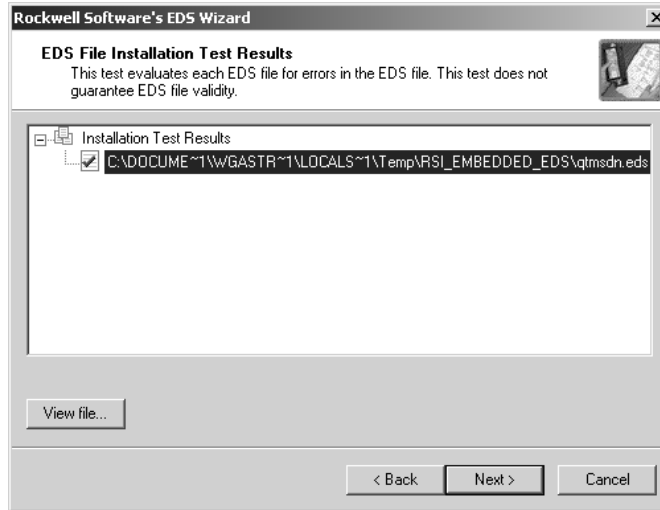 Rockwell Software's EDS Wizard
EDS File Installation Test Results
This test evaluates each EDS file for errors in the EDS file. This test does not
guarantee EDS file validity.
Installation Test Results
C:\DOCUME~1\WGASTR~1\LOCALS~1\Temp\RSI_EMBEDDED_EDS\qtmsdn.eds
View file...
< Back
Next >
Cancel